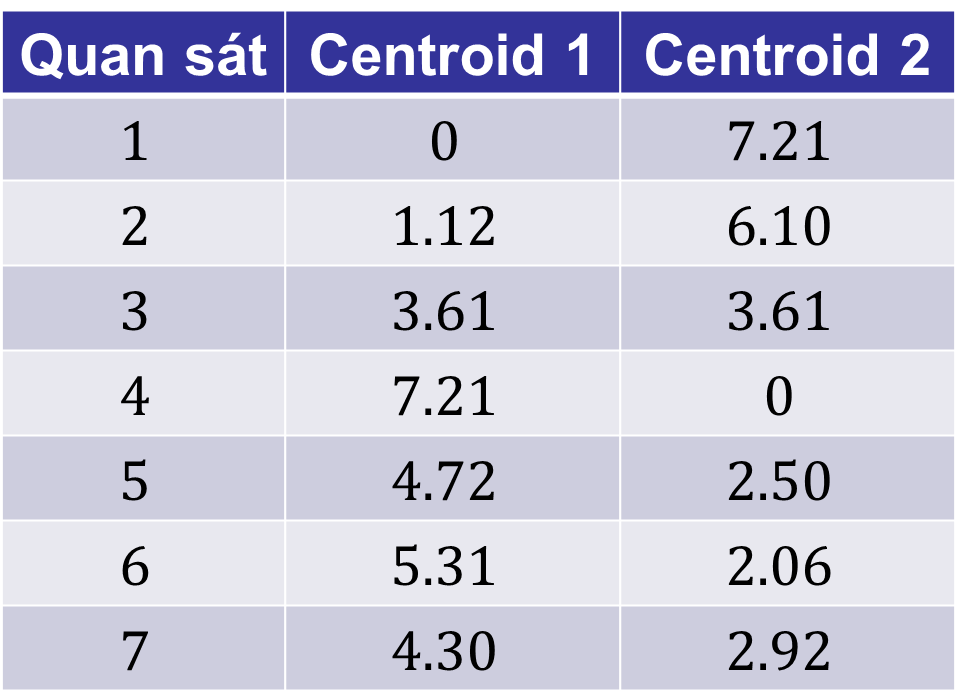 Quan sát Centroid 1 Centroid 2
1 0 7.21
2 1.12 6.10
3 3.61 3.61
4 7.21 0
5 4.72 2.50
6 5.31 2.06
7 4.30 2.92